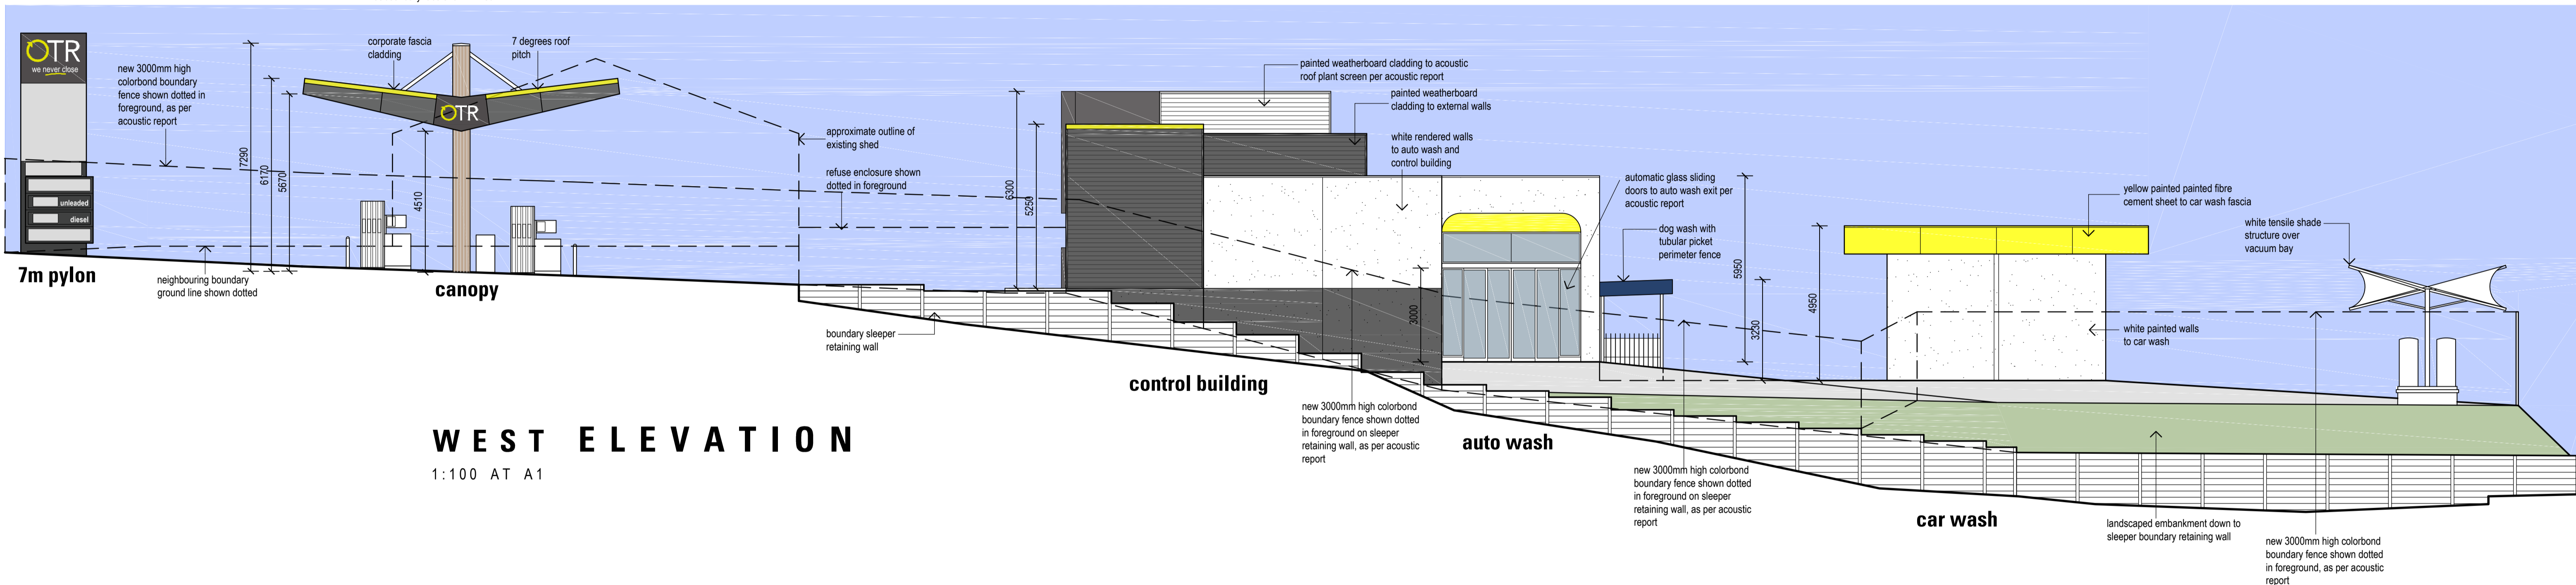 OTR
we never close
unleaded
diesel
7m pylon
new 3000mm high
colorbond boundary
fence shown dotted in
foreground, as per
acoustic report
neighbouring boundary
ground line shown dotted
7290
6170
5670
corporate fascia
cladding
7 degrees roof
pitch
OTR
4510
canopy
approximate outline of
existing shed
refuse enclosure shown
dotted in foreground
boundary sleeper
retaining wall
6300
5250
painted weatherboard cladding to acoustic
roof plant screen per acoustic report
painted weatherboard
cladding to external walls
white rendered walls
to auto wash and
control building
control building
new 3000mm high colorbond
boundary fence shown dotted
in foreground on sleeper
retaining wall, as per acoustic
report
3000
automatic glass sliding
doors to auto wash exit per
acoustic report
dog wash with
tubular picket
perimeter fence
auto wash
new 3000mm high colorbond
boundary fence shown dotted
in foreground on sleeper
retaining wall, as per acoustic
report
5950
3230
4950
yellow painted painted fibre
cement sheet to car wash fascia
white painted walls
to car wash
white tensile shade
structure over
vacuum bay
car wash
landscaped embankment down to
sleeper boundary retaining wall
new 3000mm high colorbond
boundary fence shown dotted
in foreground, as per acoustic
report
WEST ELEVATION
1:100 AT A1